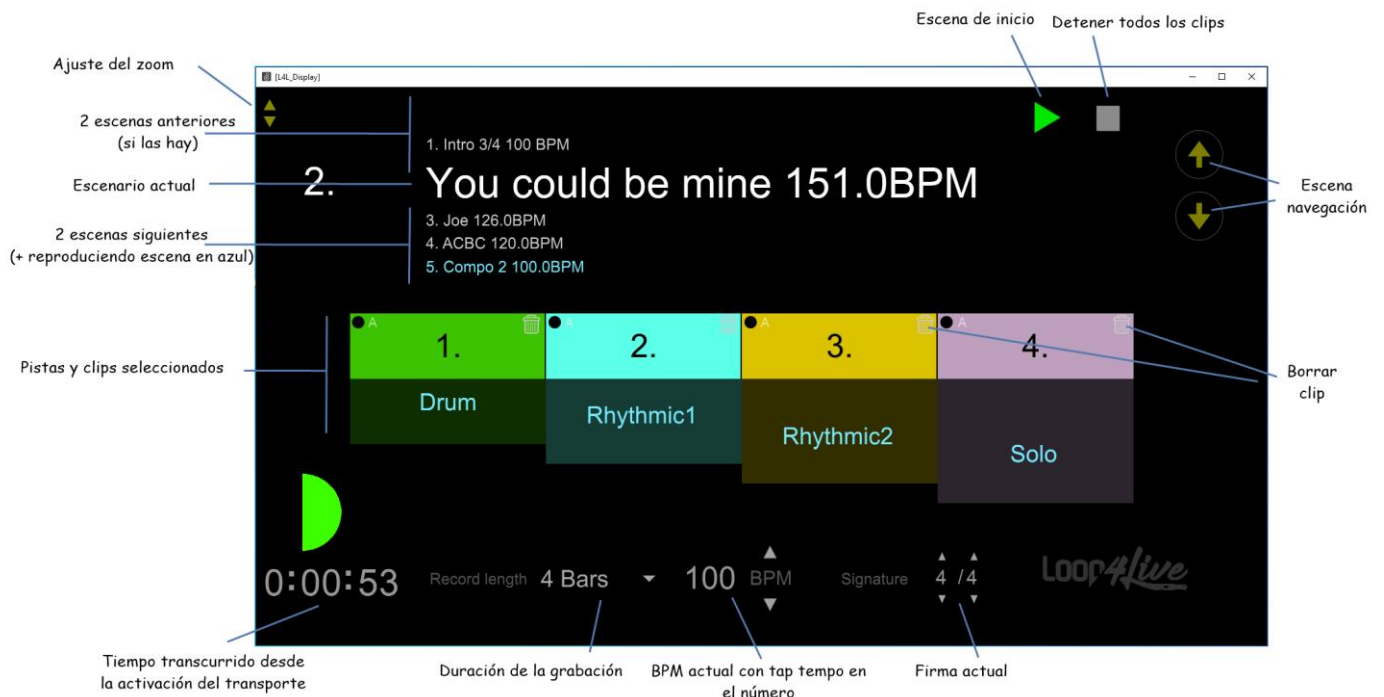 Escena de inicio
Detener todos los clips
Ajuste del zoom
[L4L_Display]
2 escenas anteriores
(si las hay)
1. Intro 3/4 100 BPM
Escenario actual
2.
You could be mine 151.0BPM
Escena
navegación
2 escenas siguientes
(+ reproduciendo escena en azul)
3. Joe 126.0BPM
4. ACBC 120.0BPM
5. Compo 2 100.0BPM
Pistas y clips seleccionados
A
1.
A
2.
A
3.
A
4.
Borrar
clip
Drum
Rhythmic1
Rhythmic2
Solo
0:00:53
Record length 4 Bars
100 BPM
Signature 4 / 4
Loop4Live
Tiempo transcurrido desde
la activación del transporte
Duración de la grabación
BPM actual con tap tempo en
el número
Firma actual